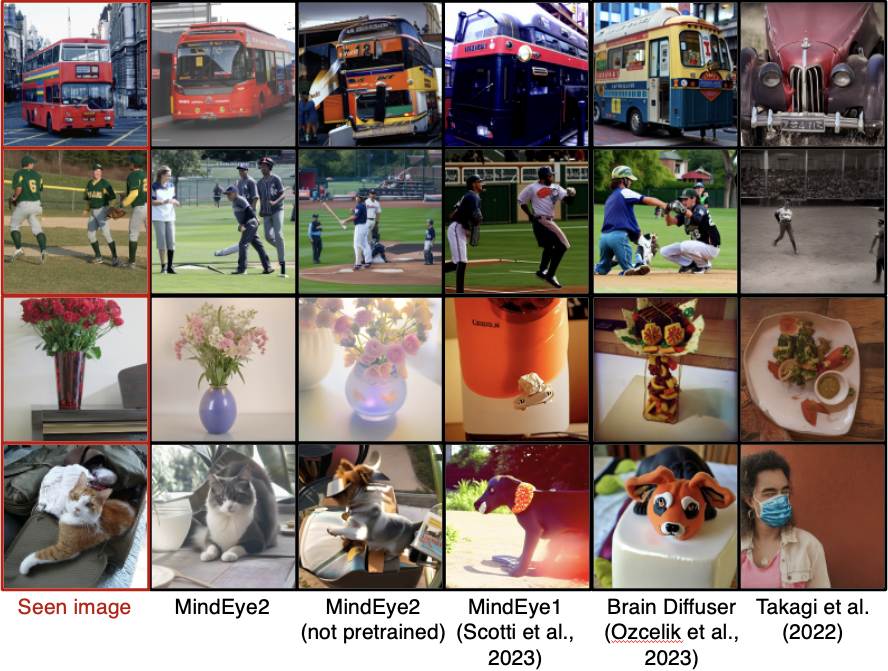 6
Seen image
MindEye2
MindEye2
(not pretrained)
MindEye1
(Scotti et al.,
2023)
Brain Diffuser
(Ozcelik et al.,
2023)
Takagi et al.
(2022)